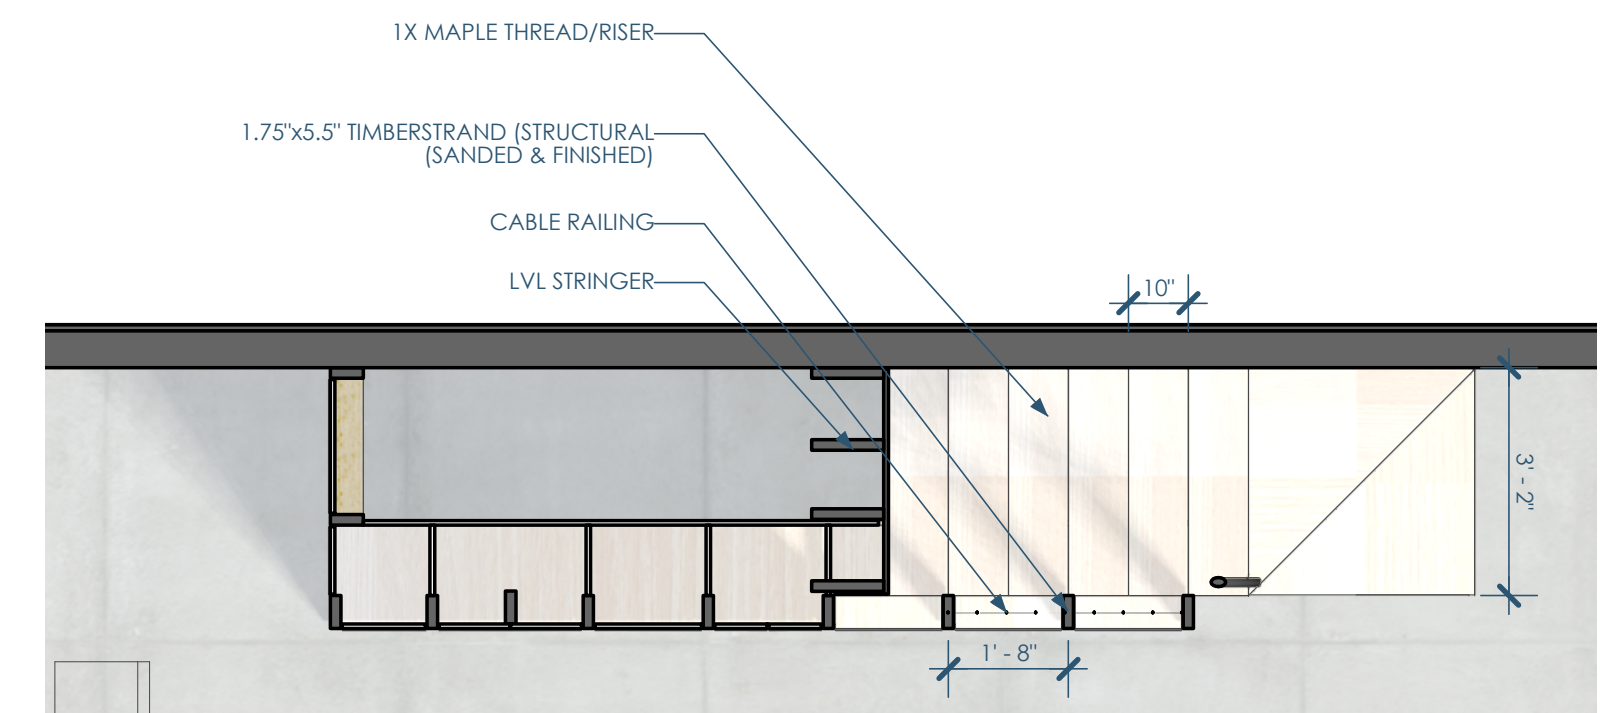 1X MAPLE THREAD/RISER
1.75"x5.5" TIMBERSTRAND (STRUCTURAL
(SANDED & FINISHED)
CABLE RAILING
LVL STRINGER
10"
3' - 2"
1' - 8"